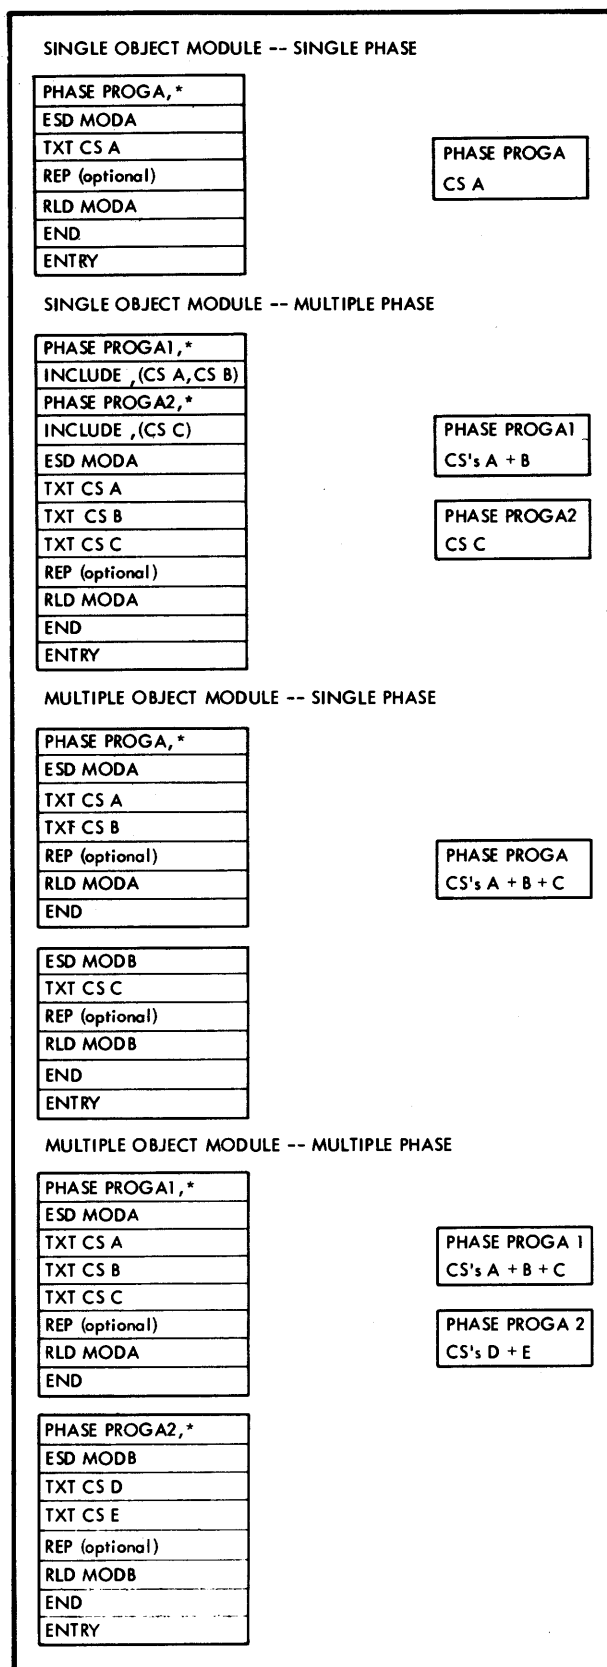 SINGLE OBJECT MODULE -- SINGLE PHASE
PHASE PROGA,*
ESD MODA
TXT CS A
REP (optional)
RLD MODA
END
ENTRY
PHASE PROGA
CS A
SINGLE OBJECT MODULE -- MULTIPLE PHASE
PHASE PROGA1,*
INCLUDE ,(CS A,CS B)
PHASE PROGA2,*
INCLUDE ,(CS C)
ESD MODA
TXT CS A
TXT CS B
TXT CS C
REP (optional)
RLD MODA
END
ENTRY
PHASE PROGA1
CS's A + B
PHASE PROGA2
CS C
MULTIPLE OBJECT MODULE -- SINGLE PHASE
PHASE PROGA,*
ESD MODA
TXT CS A
TXT CS B
REP (optional)
RLD MODA
END
PHASE PROGA
CS's A + B + C
ESD MODB
TXT CS C
REP (optional)
RLD MODB
END
ENTRY
MULTIPLE OBJECT MODULE -- MULTIPLE PHASE
PHASE PROGA1,*
ESD MODA
TXT CS A
TXT CS B
TXT CS C
REP (optional)
RLD MODA
END
PHASE PROGA 1
CS's A + B + C
PHASE PROGA 2
CS's D + E
PHASE PROGA2,*
ESD MODB
TXT CS D
TXT CS E
REP (optional)
RLD MODB
END
ENTRY